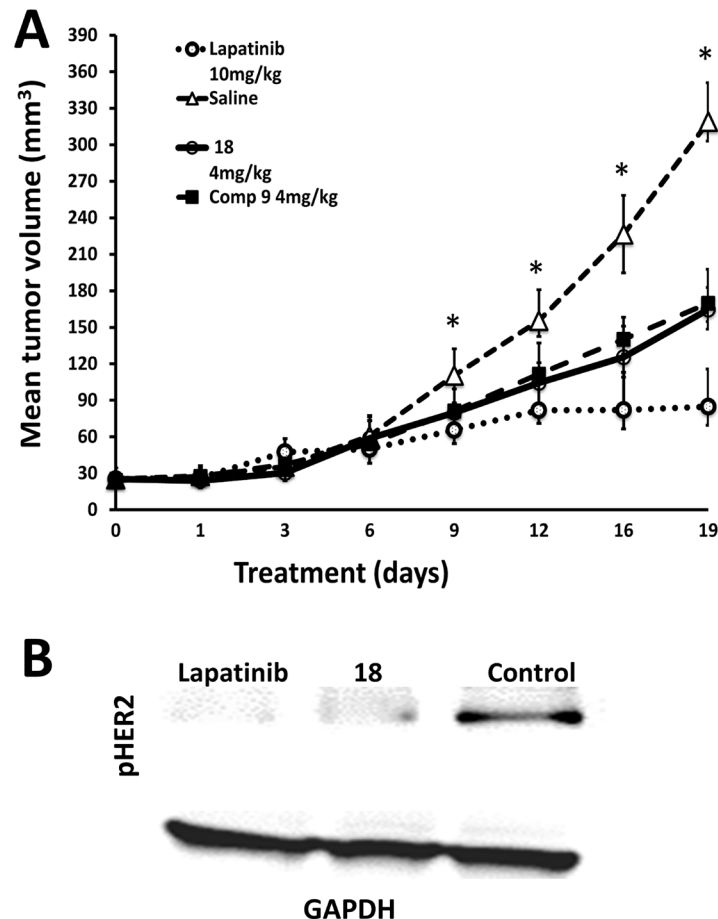 A
Mean tumor volume (mm³)
390
360
330
300
270
240
210
180
150
120
90
60
30
0
Lapatinib
10mg/kg
Saline
18
4mg/kg
Comp 9 4mg/kg
*
*
*
*
*
0 1 3 6 9 12 16 19
Treatment (days)
B
Lapatinib 18 Control
pHER2
GAPDH